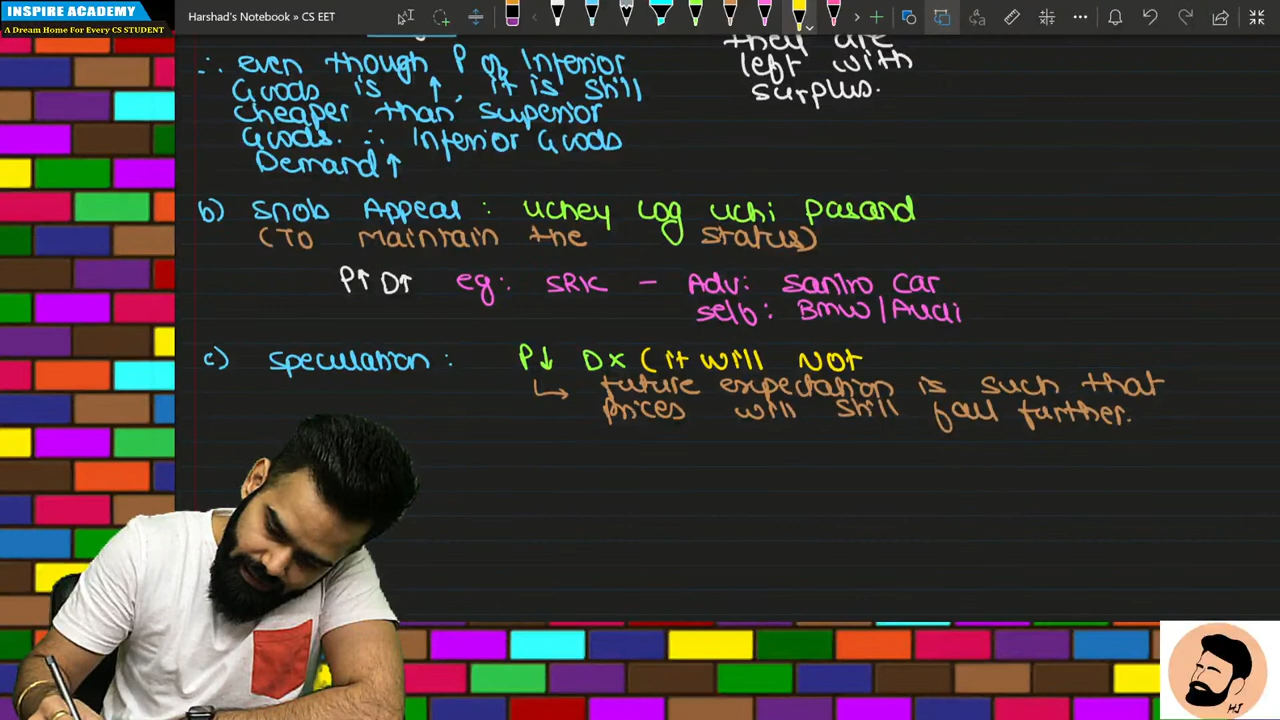 INSPIRE ACADEMY
A Dream Home For Every CS STUDENT
Harshad's Notebook » CS EET
they are
left with
surplus.
∴ even though P of Inferior
Goods is ↑, it is still
cheaper than superior
Goods. ∴ Inferior Goods
Demand ↑
b) Snob Appeal : uchey log uchi pasand
(To maintain the status)
P↑ D↑ eg: SRK - Adv: Santro Car
self: BMW/Audi
c) Speculation : P↓ Dx (it will Not
↳ future expectation is such that
prices will still fall further.
HJ